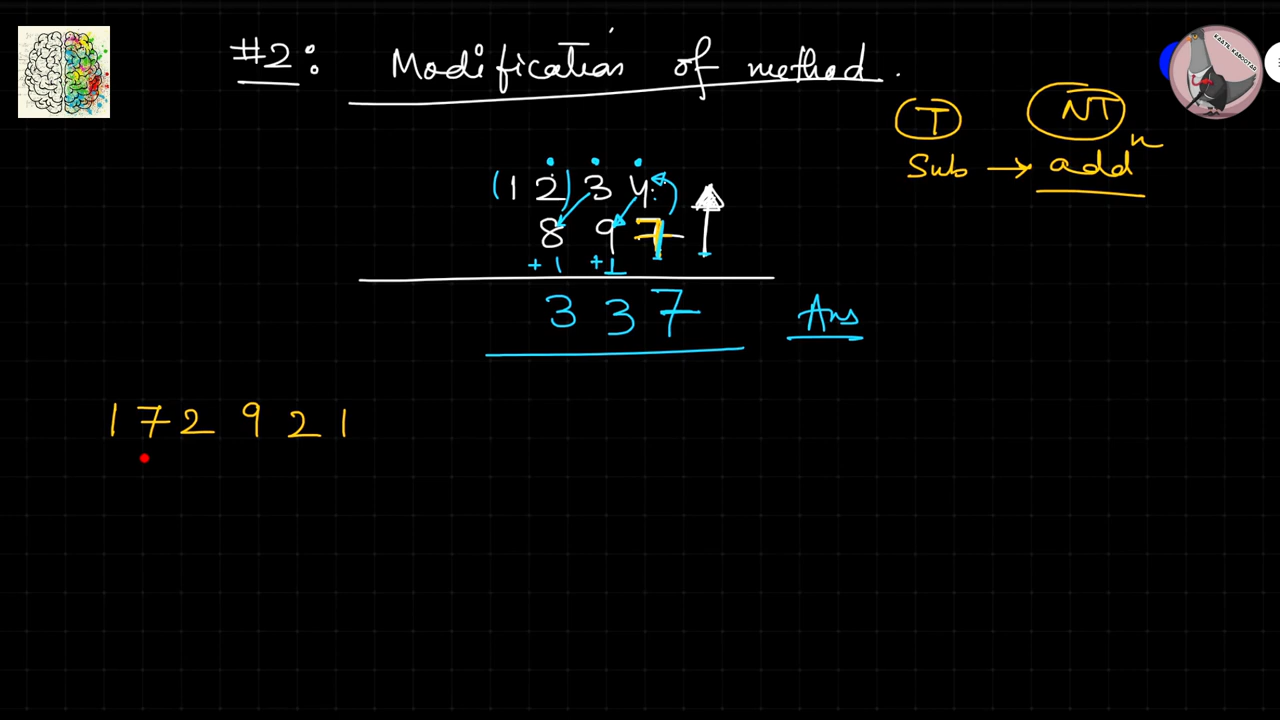 #2: Modification of method.
T NT
Sub → add n
(1 2) 3 4
8 9 7
+1 +1
3 3 7 Ans
1 7 2 9 2 1